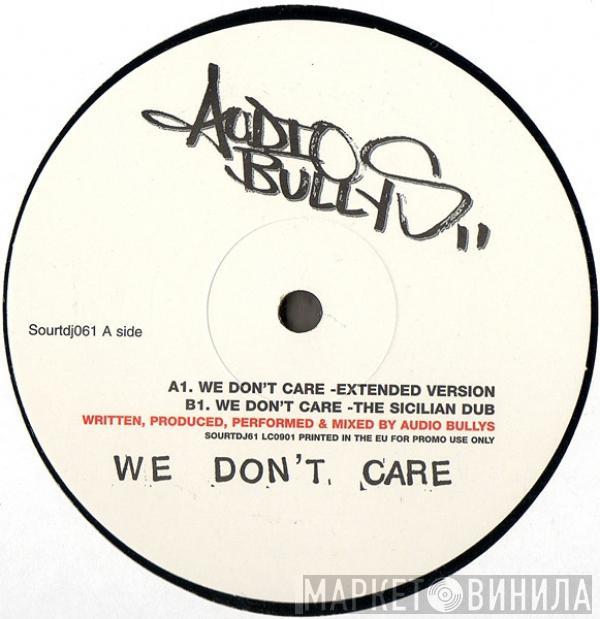 AUDIO
BULLYS
Sourtdj061 A side
A1. WE DON'T CARE -EXTENDED VERSION
B1. WE DON'T CARE -THE SICILIAN DUB
WRITTEN, PRODUCED, PERFORMED & MIXED BY AUDIO BULLYS
SOURTDJ61 LC0901 PRINTED IN THE EU FOR PROMO USE ONLY
WE DON'T CARE
МАРКЕТ ВИНИЛА